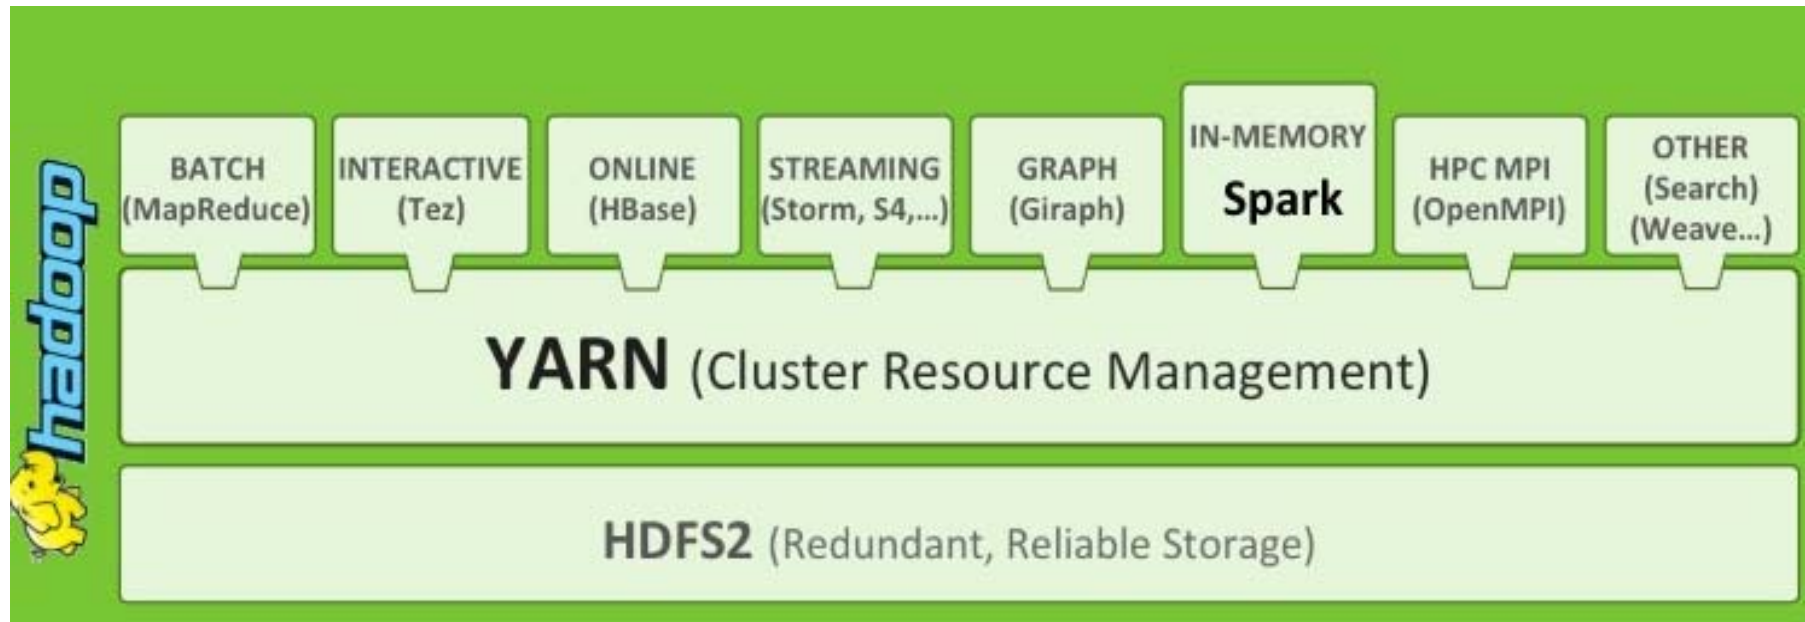 hadoop
BATCH
(MapReduce)
INTERACTIVE
(Tez)
ONLINE
(HBase)
STREAMING
(Storm, S4,...)
GRAPH
(Giraph)
IN-MEMORY
Spark
HPC MPI
(OpenMPI)
OTHER
(Search)
(Weave...)
YARN (Cluster Resource Management)
HDFS2 (Redundant, Reliable Storage)